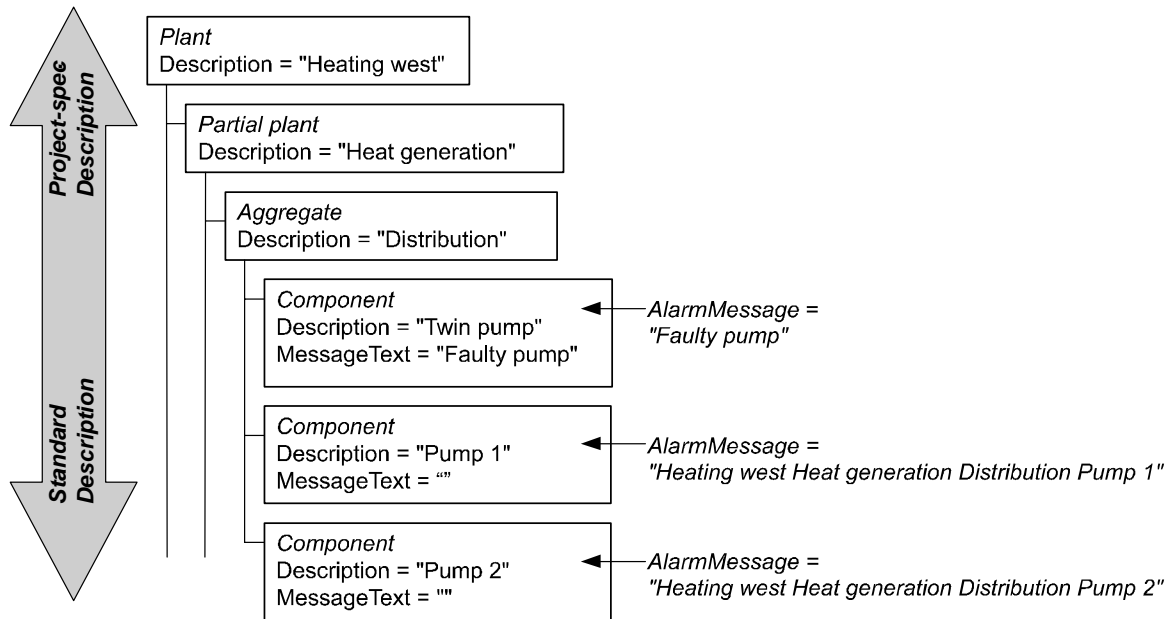 Project-spec
Description
Standard
Description
Plant
Description = "Heating west"
Partial plant
Description = "Heat generation"
Aggregate
Description = "Distribution"
Component
Description = "Twin pump"
MessageText = "Faulty pump"
AlarmMessage =
"Faulty pump"
Component
Description = "Pump 1"
MessageText = “”
AlarmMessage =
"Heating west Heat generation Distribution Pump 1"
Component
Description = "Pump 2"
MessageText = ""
AlarmMessage =
"Heating west Heat generation Distribution Pump 2"